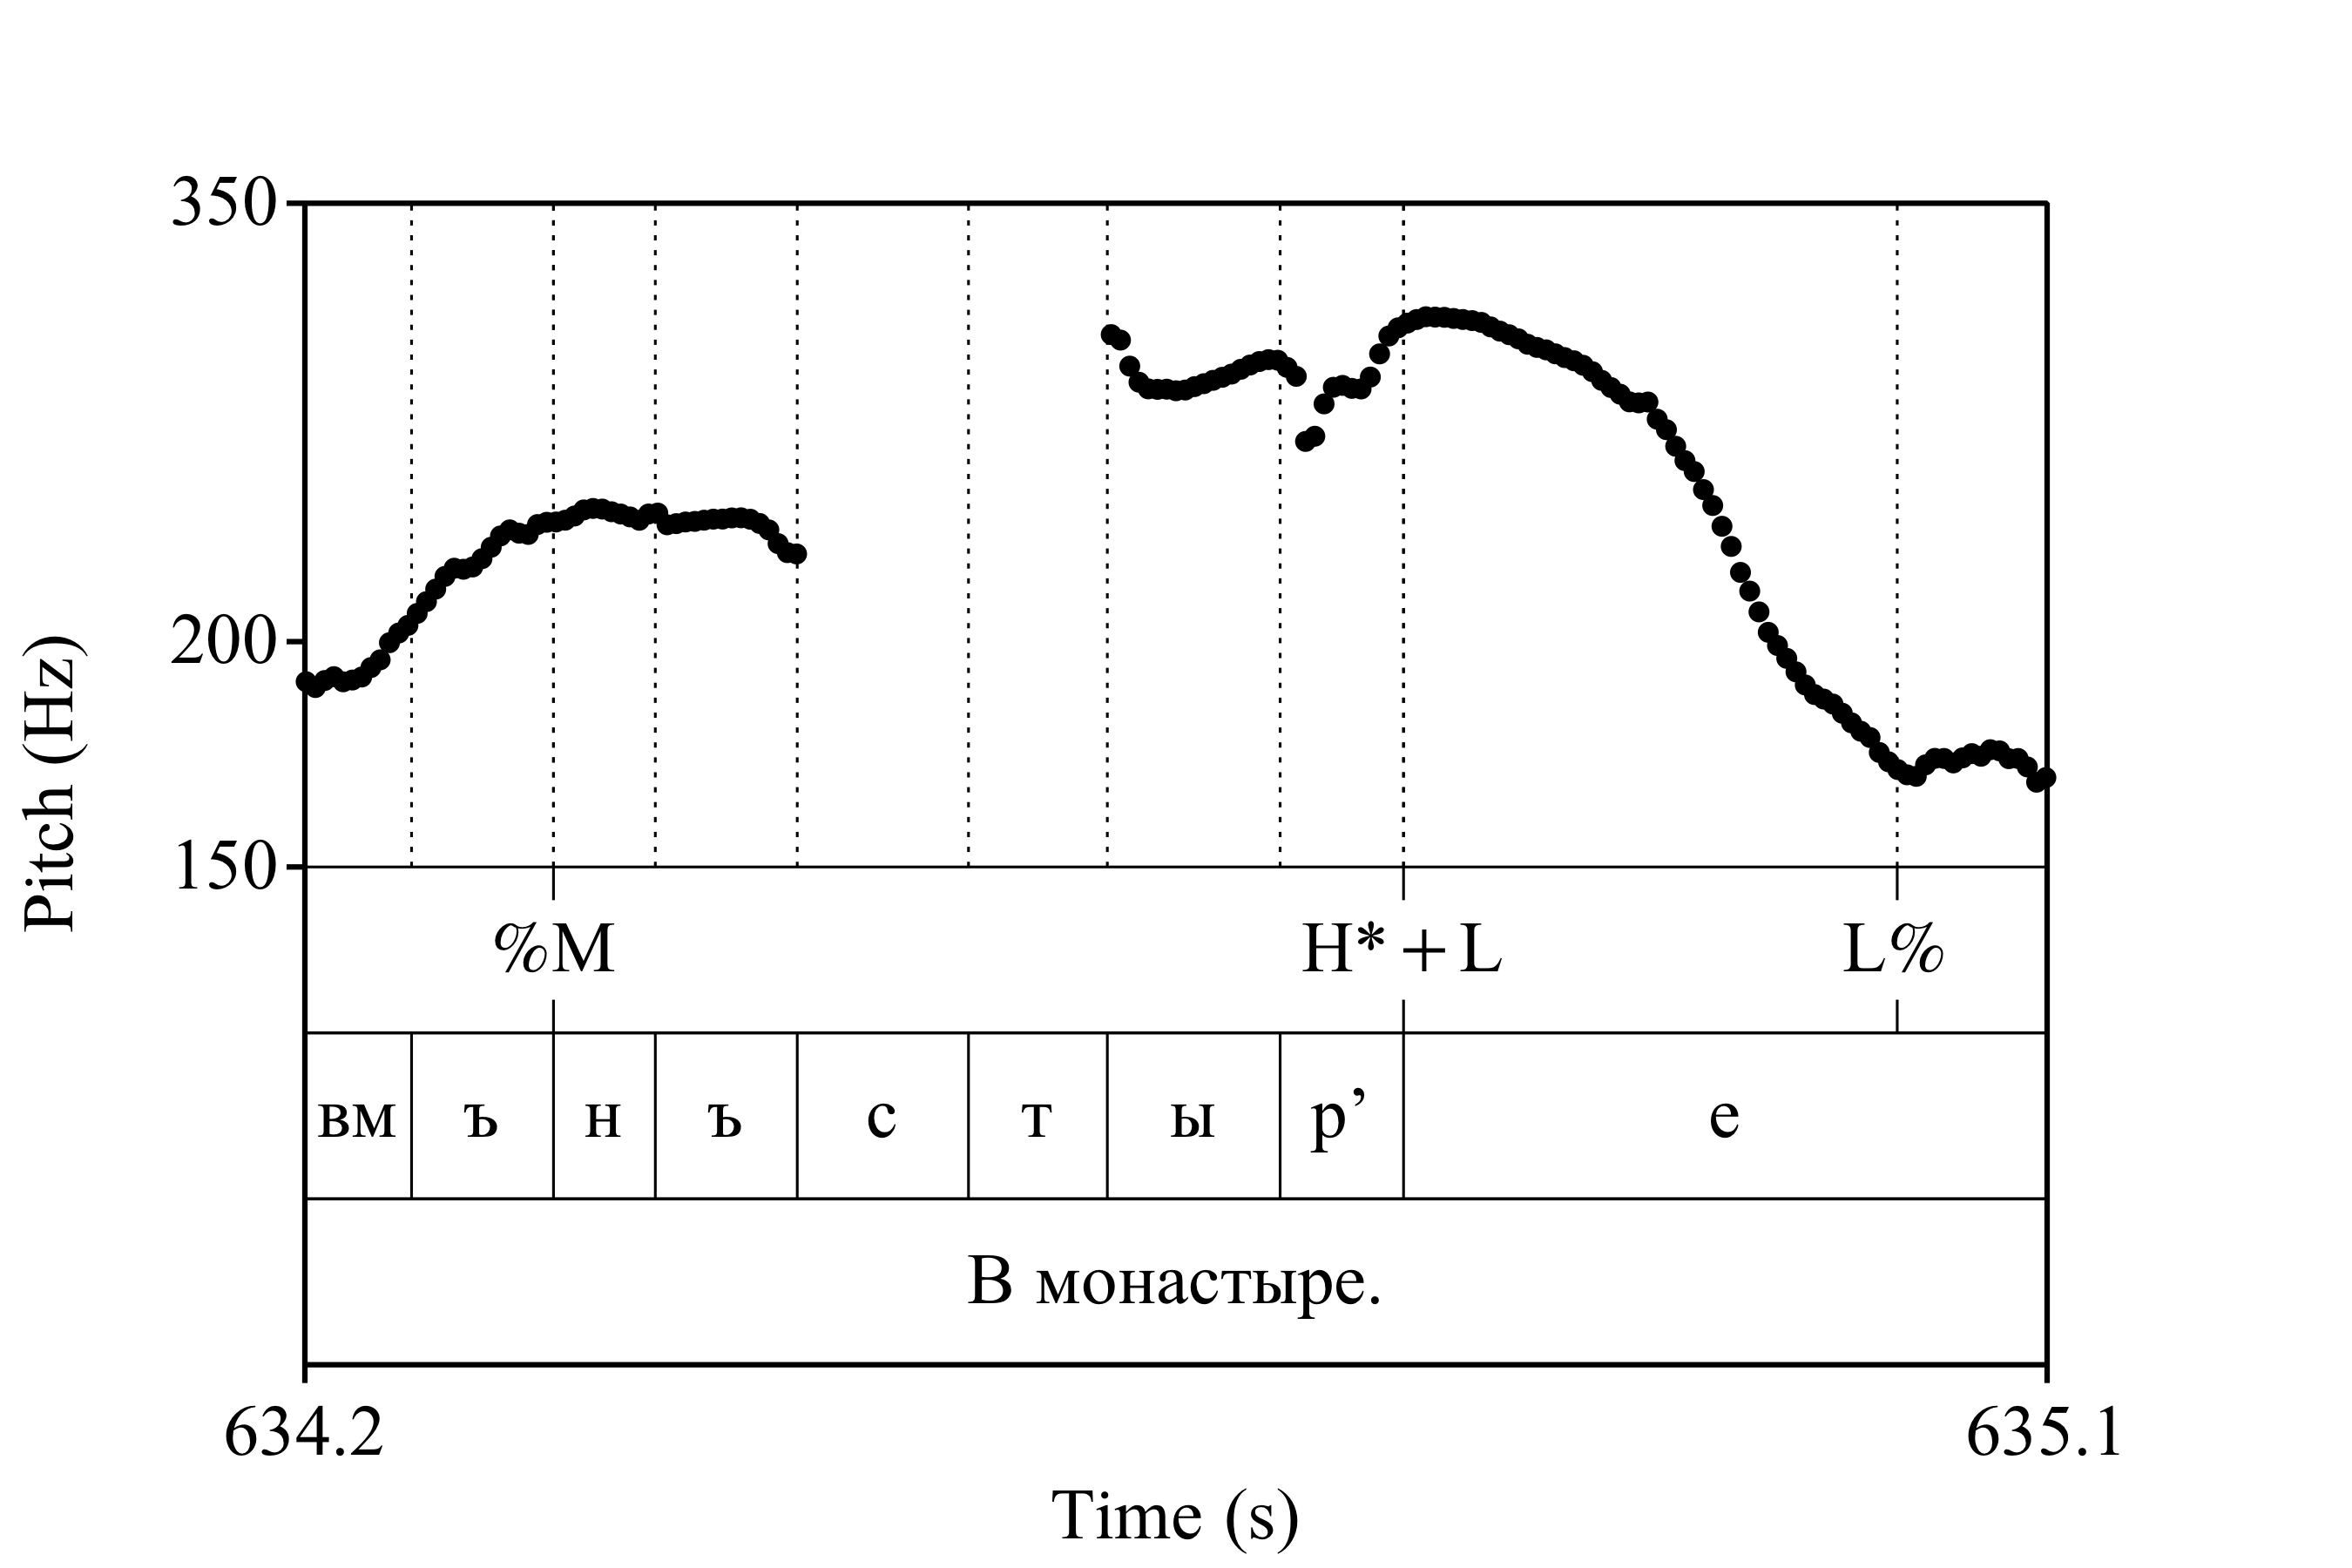 350
200
150
Pitch (Hz)
%M H* + L L%
вм ъ н ъ с т ы р’ е
В монастыре.
634.2 635.1
Time (s)